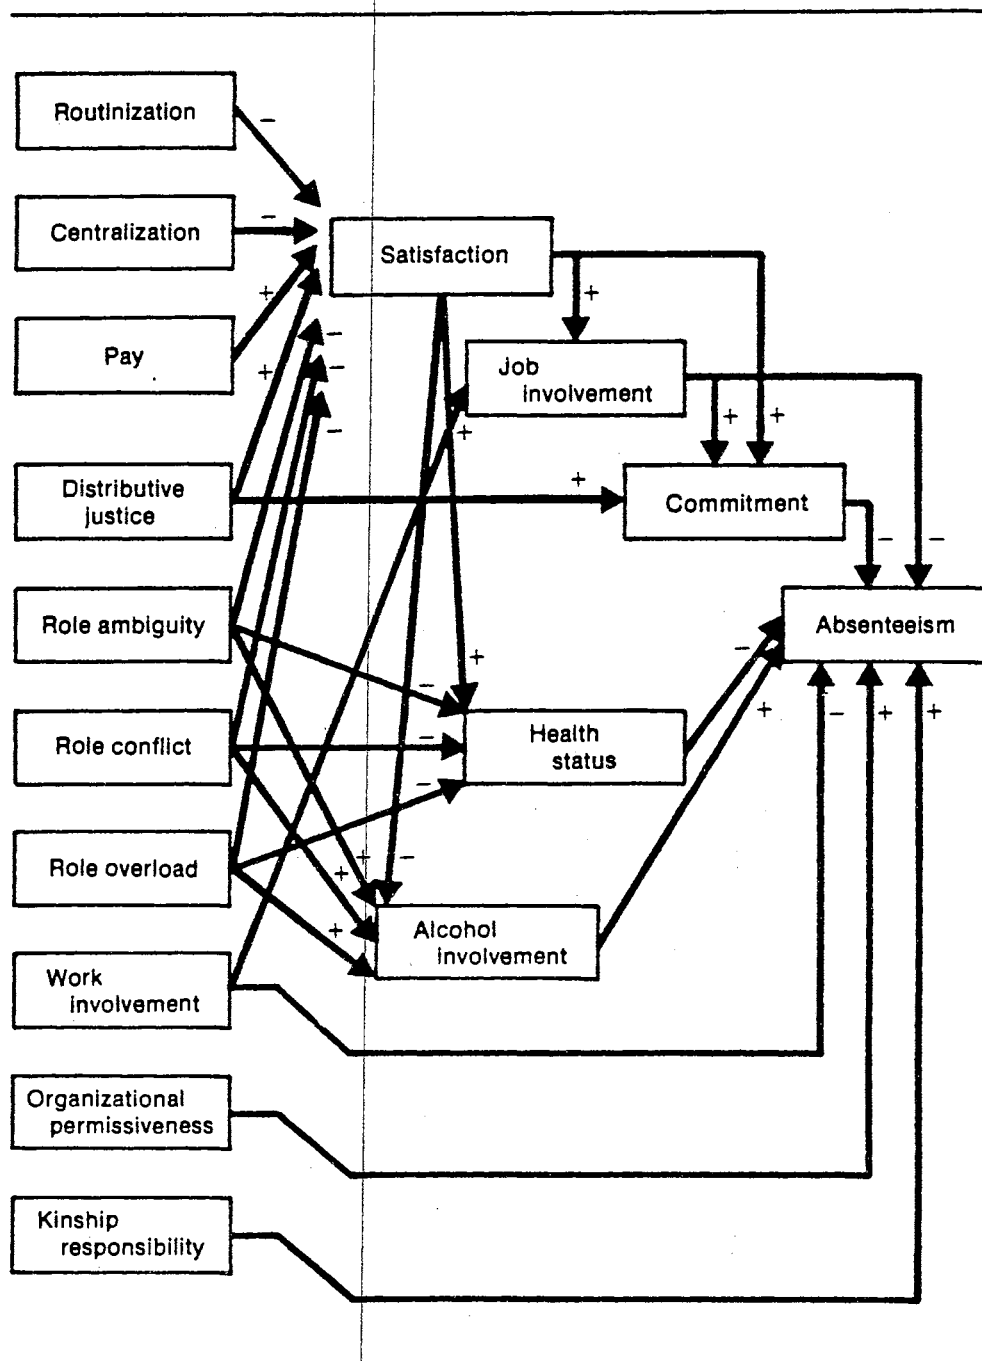 Routinization
−
Centralization
−
Satisfaction
+
Pay
+
−
−
−
+
Job
involvement
+
+
+
Distributive
justice
+
Commitment
−
−
Role ambiguity
Absenteeism
−
+
−
+
−
+
+
Role conflict
−
Health
status
−
Role overload
+
+
−
+
Alcohol
involvement
Work
involvement
Organizational
permissiveness
Kinship
responsibility